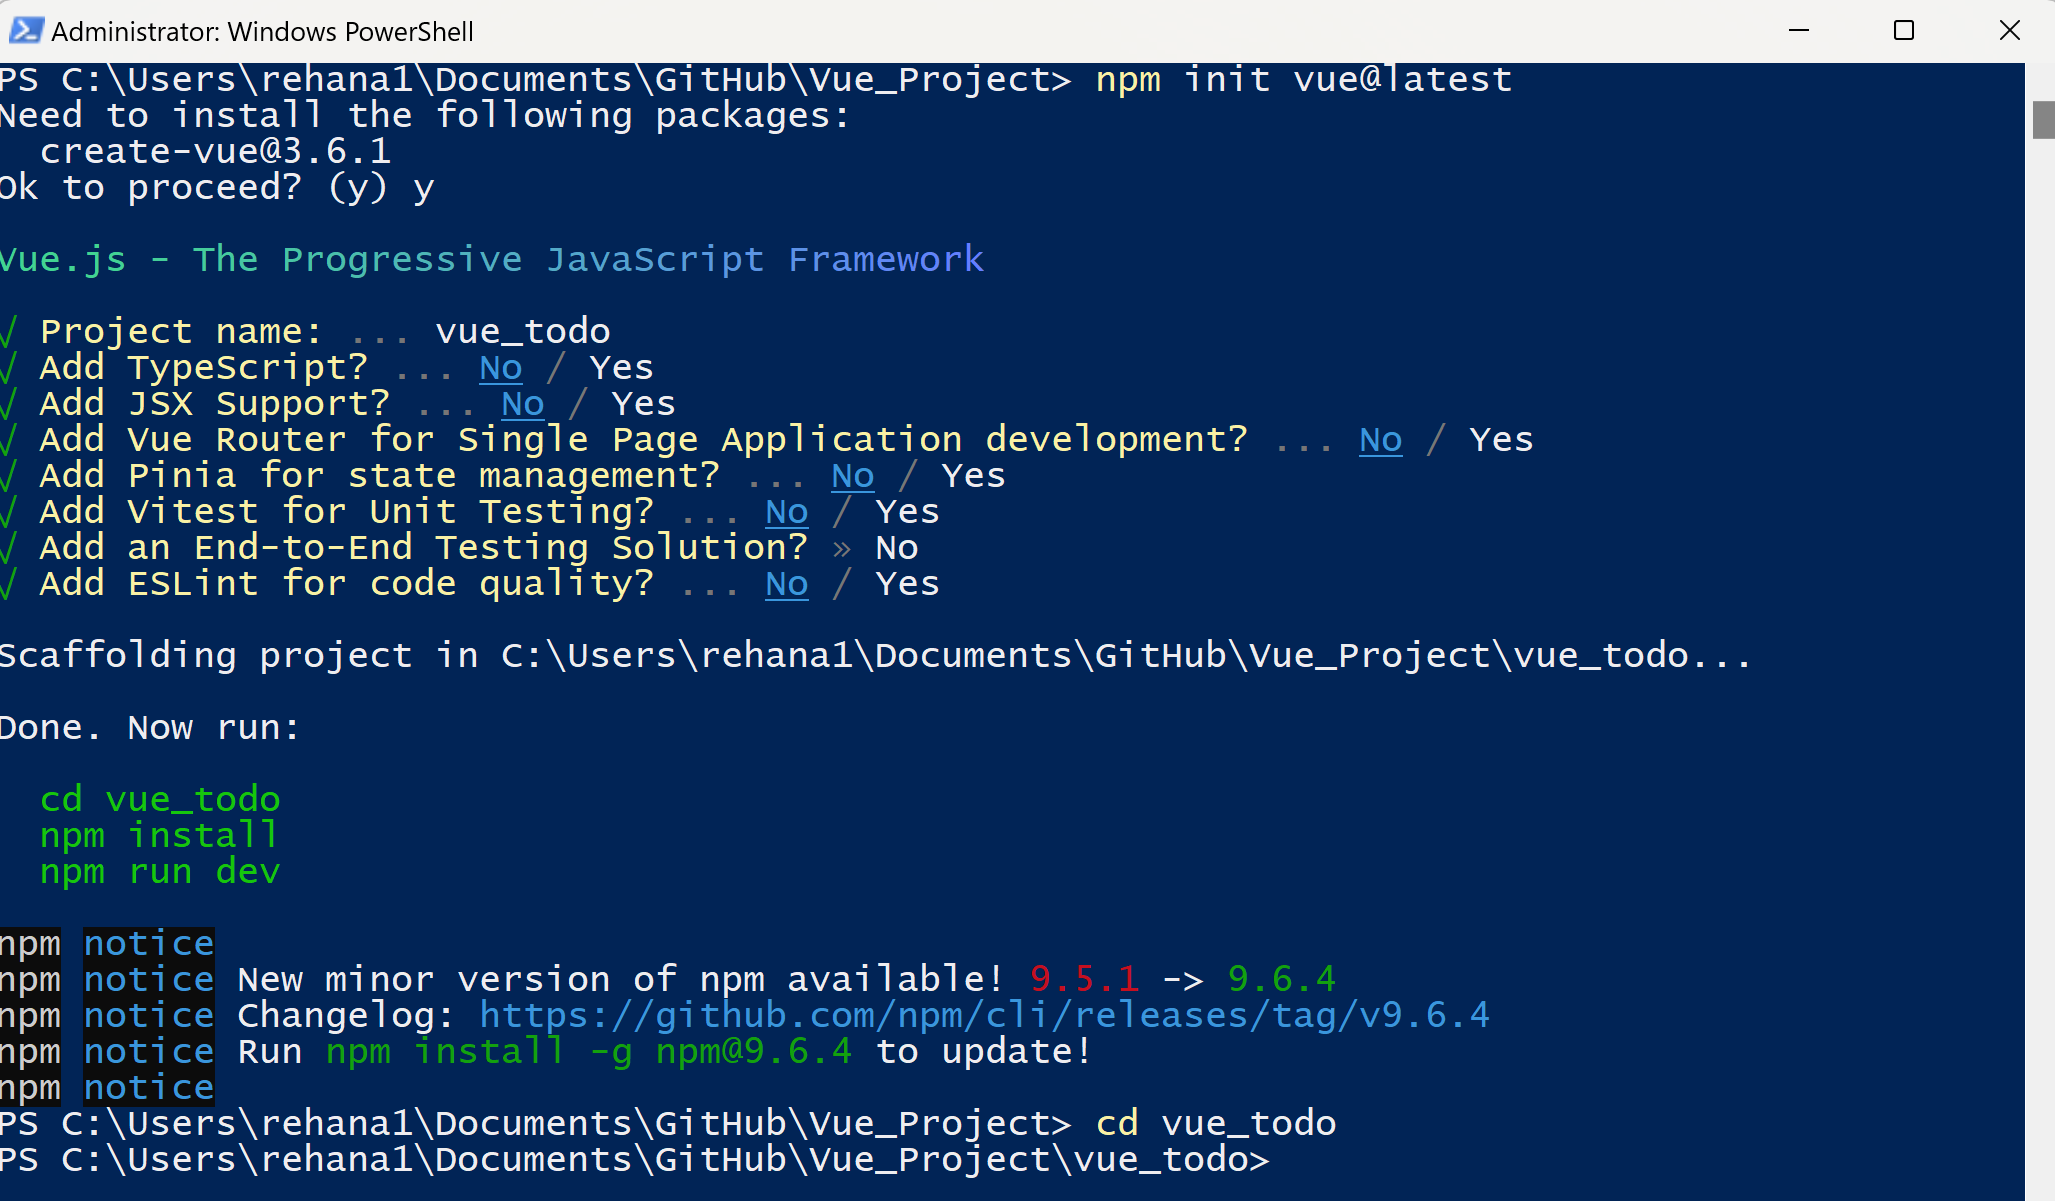 Administrator: Windows PowerShell
PS C:\Users\rehana1\Documents\GitHub\Vue_Project> npm init vue@latest
Need to install the following packages:
  create-vue@3.6.1
Ok to proceed? (y) y
Vue.js - The Progressive JavaScript Framework
√ Project name: ... vue_todo
√ Add TypeScript? ... No / Yes
√ Add JSX Support? ... No / Yes
√ Add Vue Router for Single Page Application development? ... No / Yes
√ Add Pinia for state management? ... No / Yes
√ Add Vitest for Unit Testing? ... No / Yes
√ Add an End-to-End Testing Solution? » No
√ Add ESLint for code quality? ... No / Yes
Scaffolding project in C:\Users\rehana1\Documents\GitHub\Vue_Project\vue_todo...
Done. Now run:
  cd vue_todo
  npm install
  npm run dev
npm notice
npm notice New minor version of npm available! 9.5.1 -> 9.6.4
npm notice Changelog: https://github.com/npm/cli/releases/tag/v9.6.4
npm notice Run npm install -g npm@9.6.4 to update!
npm notice
PS C:\Users\rehana1\Documents\GitHub\Vue_Project> cd vue_todo
PS C:\Users\rehana1\Documents\GitHub\Vue_Project\vue_todo>